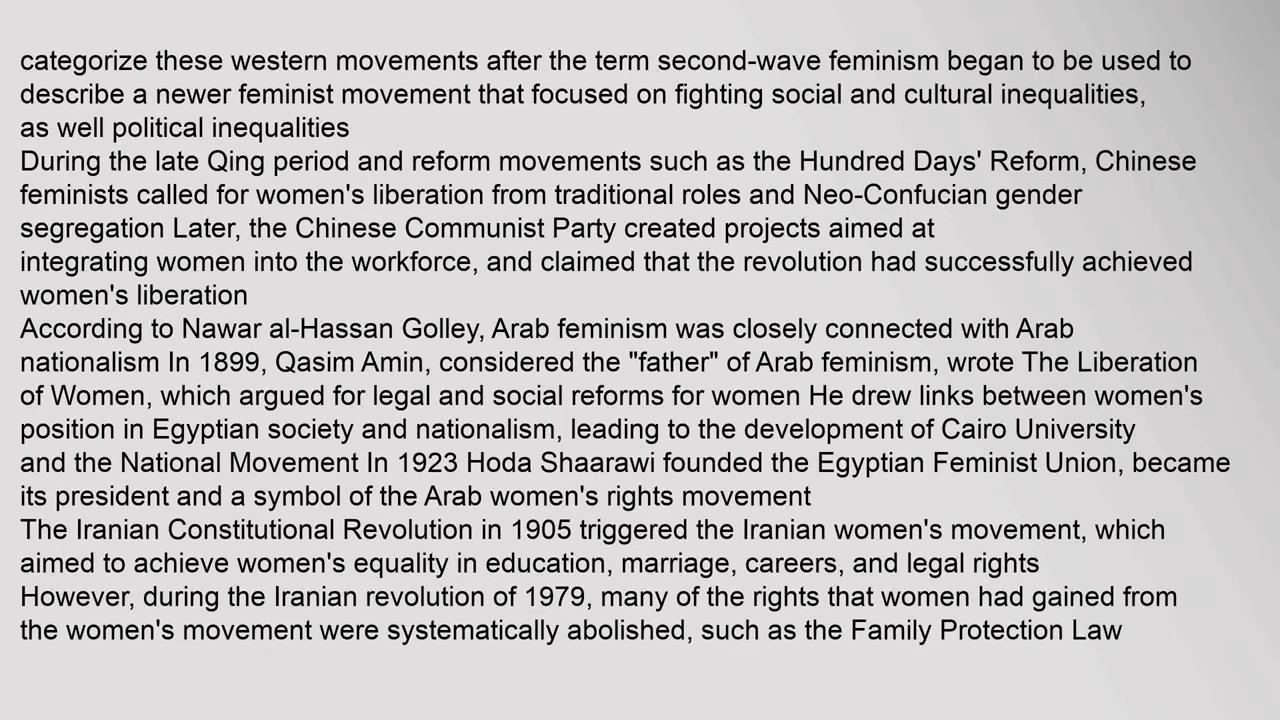 categorize these western movements after the term second-wave feminism began to be used to
describe a newer feminist movement that focused on fighting social and cultural inequalities,
as well political inequalities
During the late Qing period and reform movements such as the Hundred Days' Reform, Chinese
feminists called for women's liberation from traditional roles and Neo-Confucian gender
segregation Later, the Chinese Communist Party created projects aimed at
integrating women into the workforce, and claimed that the revolution had successfully achieved
women's liberation
According to Nawar al-Hassan Golley, Arab feminism was closely connected with Arab
nationalism In 1899, Qasim Amin, considered the "father" of Arab feminism, wrote The Liberation
of Women, which argued for legal and social reforms for women He drew links between women's
position in Egyptian society and nationalism, leading to the development of Cairo University
and the National Movement In 1923 Hoda Shaarawi founded the Egyptian Feminist Union, became
its president and a symbol of the Arab women's rights movement
The Iranian Constitutional Revolution in 1905 triggered the Iranian women's movement, which
aimed to achieve women's equality in education, marriage, careers, and legal rights
However, during the Iranian revolution of 1979, many of the rights that women had gained from
the women's movement were systematically abolished, such as the Family Protection Law